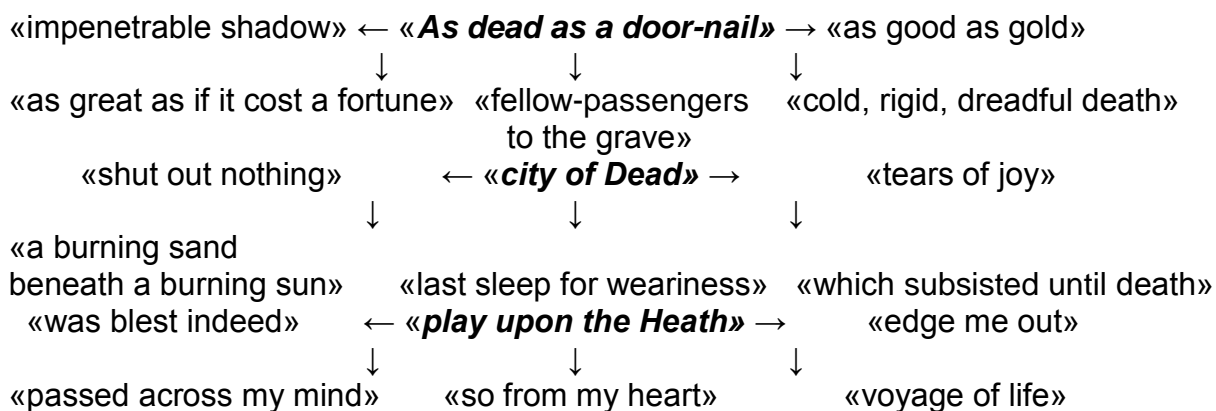 «impenetrable shadow» ← «As dead as a door-nail» → «as good as gold»
↓ ↓ ↓
«as great as if it cost a fortune» «fellow-passengers «cold, rigid, dreadful death»
to the grave»
«shut out nothing» ← «city of Dead» → «tears of joy»
↓ ↓ ↓
«a burning sand
beneath a burning sun» «last sleep for weariness» «which subsisted until death»
«was blest indeed» ← «play upon the Heath» → «edge me out»
↓ ↓ ↓
«passed across my mind» «so from my heart» «voyage of life»